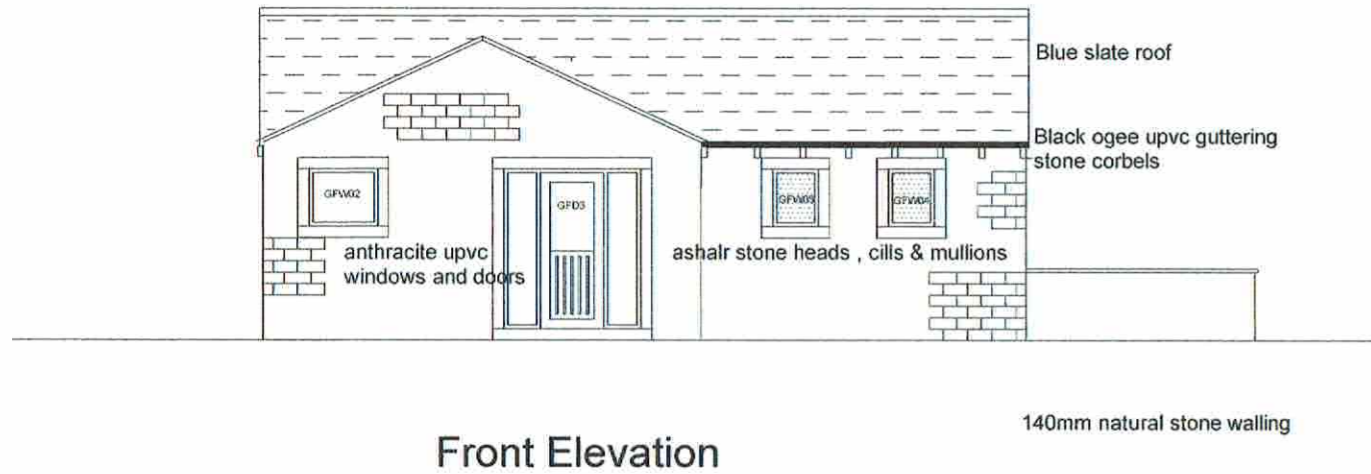 Blue slate roof
Black ogee upvc guttering
stone corbels
GFW02
GFD3
GFW03
GFW04
anthracite upvc
windows and doors
ashalr stone heads , cills & mullions
140mm natural stone walling
Front Elevation